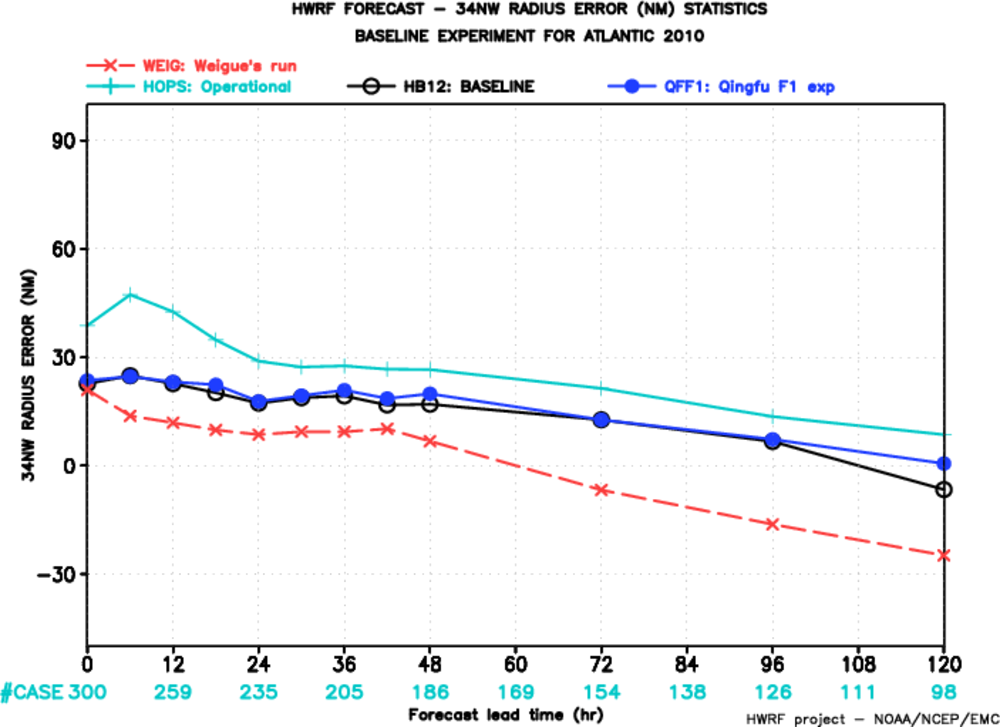 HWRF FORECAST – 34NW RADIUS ERROR (NM) STATISTICS
BASELINE EXPERIMENT FOR ATLANTIC 2010
WEIG: Weigue's run
HOPS: Operational HB12: BASELINE QFF1: Qingfu F1 exp
90
60
30
0
–30
34NW RADIUS ERROR (NM)
0 12 24 36 48 60 72 84 96 108 120
#CASE 300 259 235 205 186 169 154 138 126 111 98
Forecast lead time (hr)
HWRF project – NOAA/NCEP/EMC